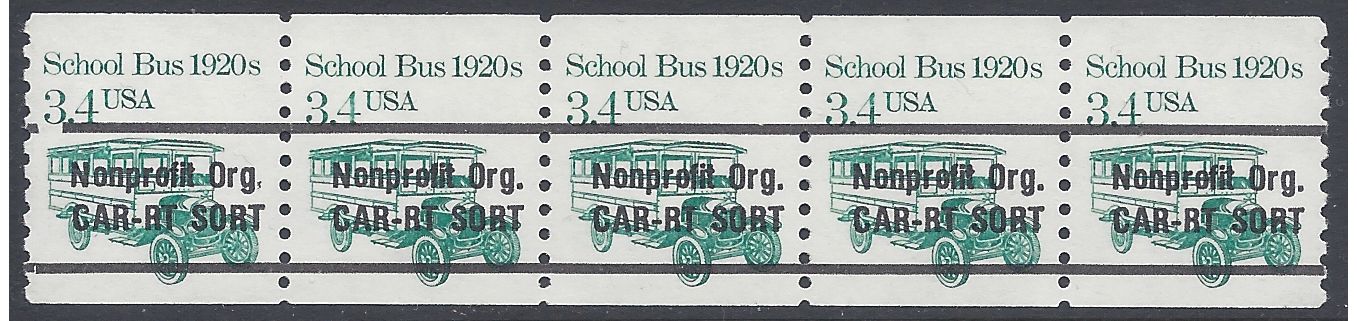 School Bus 1920s School Bus 1920s School Bus 1920s School Bus 1920s School Bus 1920s
3.4 USA 3.4 USA 3.4 USA 3.4 USA 3.4 USA
Nonprofit Org. Nonprofit Org. Nonprofit Org. Nonprofit Org. Nonprofit Org.
CAR-RT SORT CAR-RT SORT CAR-RT SORT CAR-RT SORT CAR-RT SORT